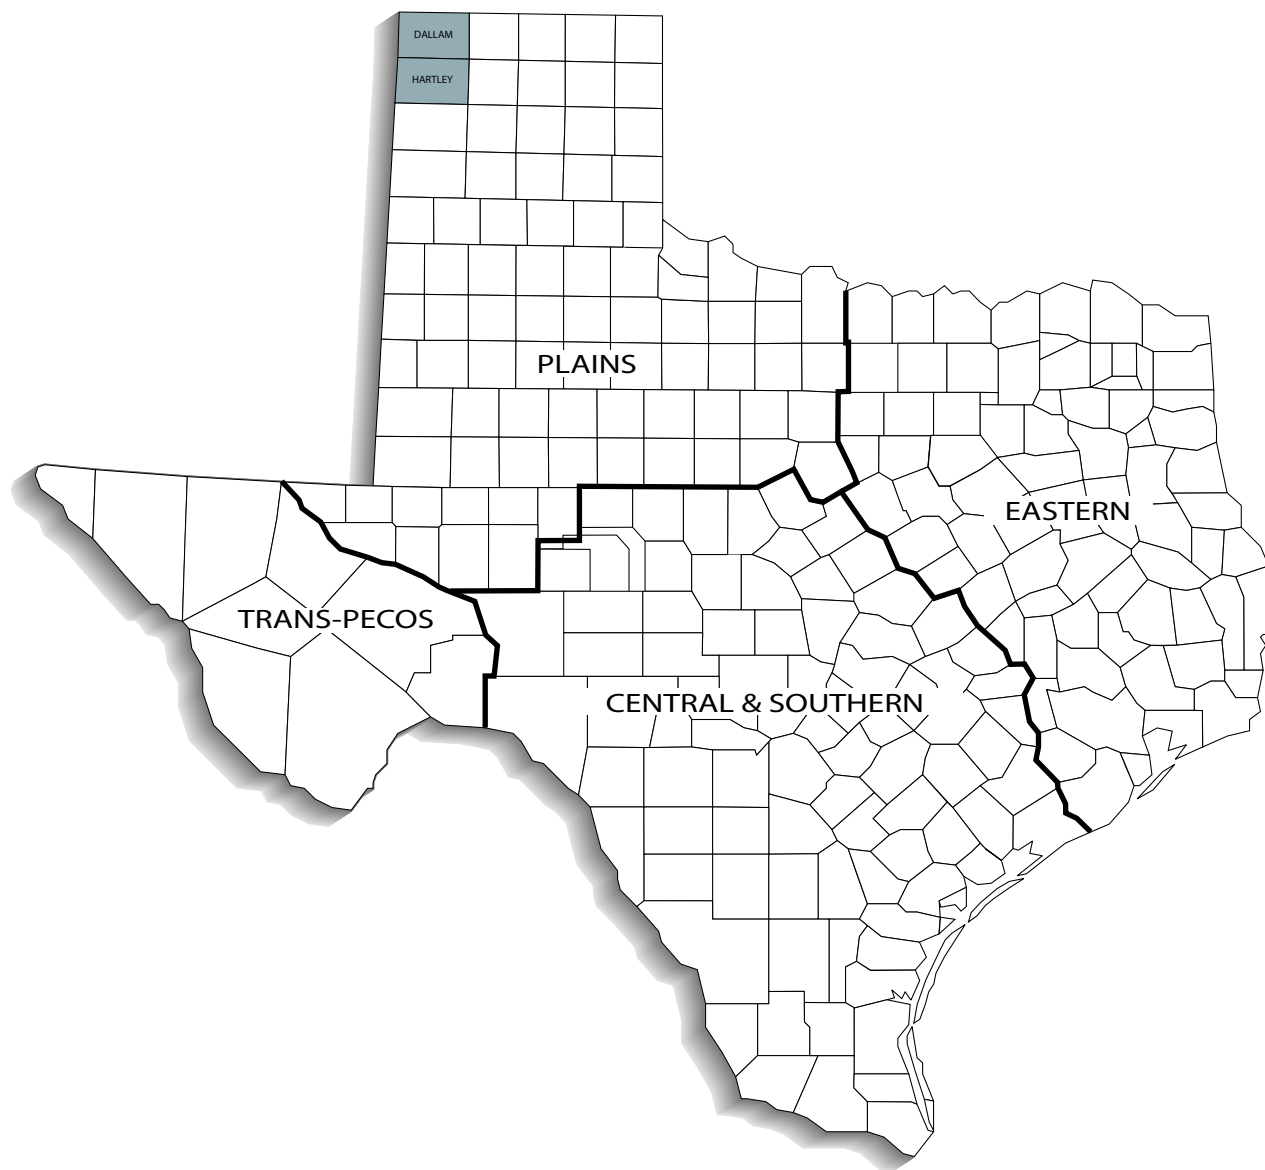 DALLAM
HARTLEY
PLAINS
EASTERN
TRANS-PECOS
CENTRAL & SOUTHERN